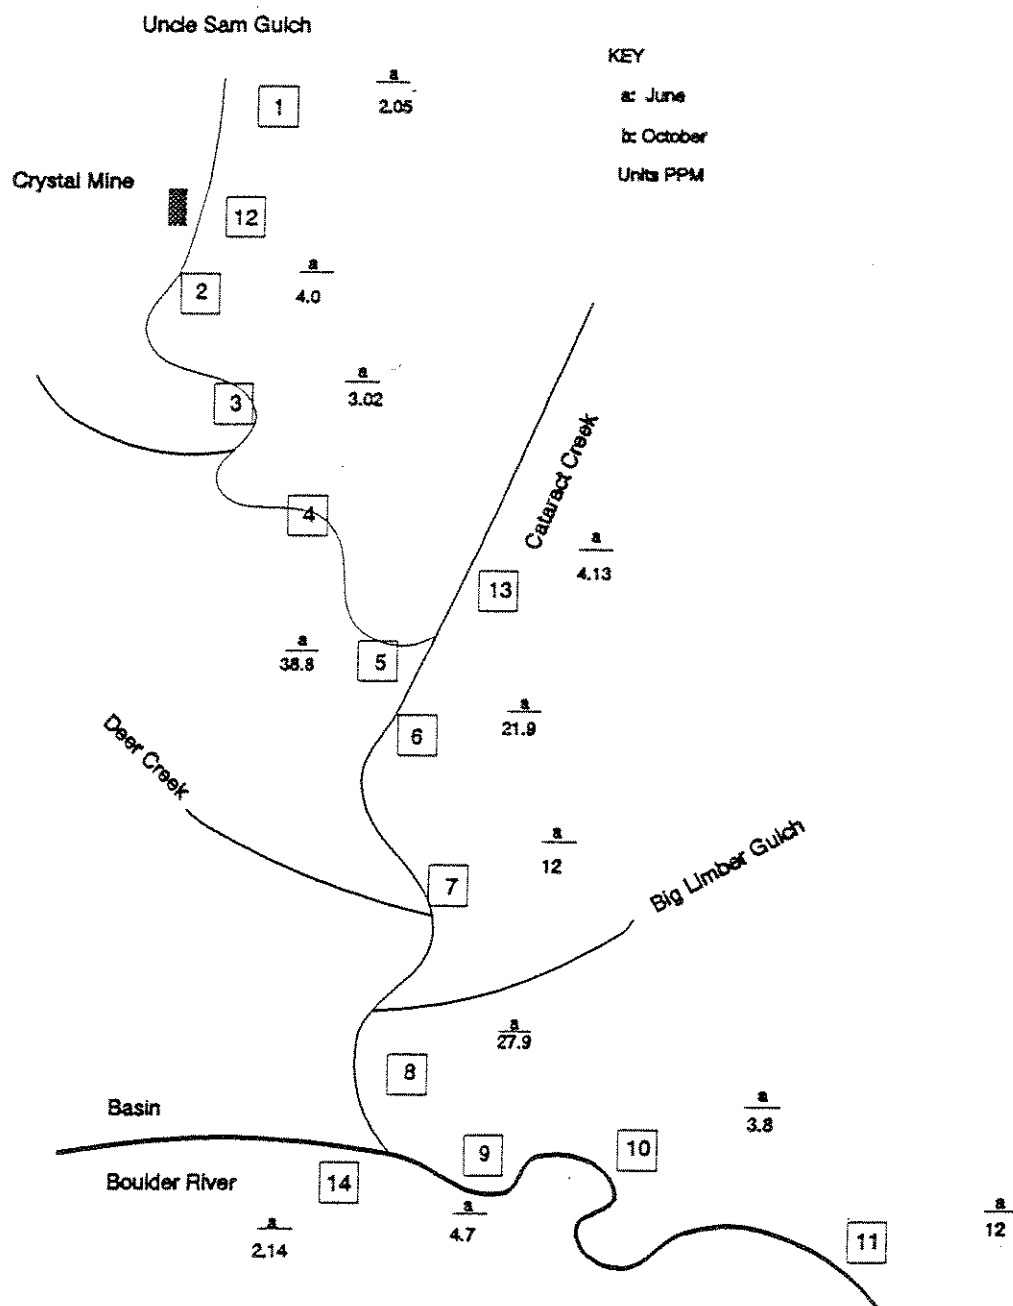 Uncle Sam Gulch
KEY
a: June
b: October
Units PPM
1
a
2.05
Crystal Mine
12
2
a
4.0
3
a
3.02
4
Cataract Creek
13
a
4.13
5
a
38.8
6
a
21.9
Deer Creek
7
a
12
Big Limber Gulch
8
a
27.9
Basin
Boulder River
14
a
2.14
9
a
4.7
10
a
3.8
11
a
12